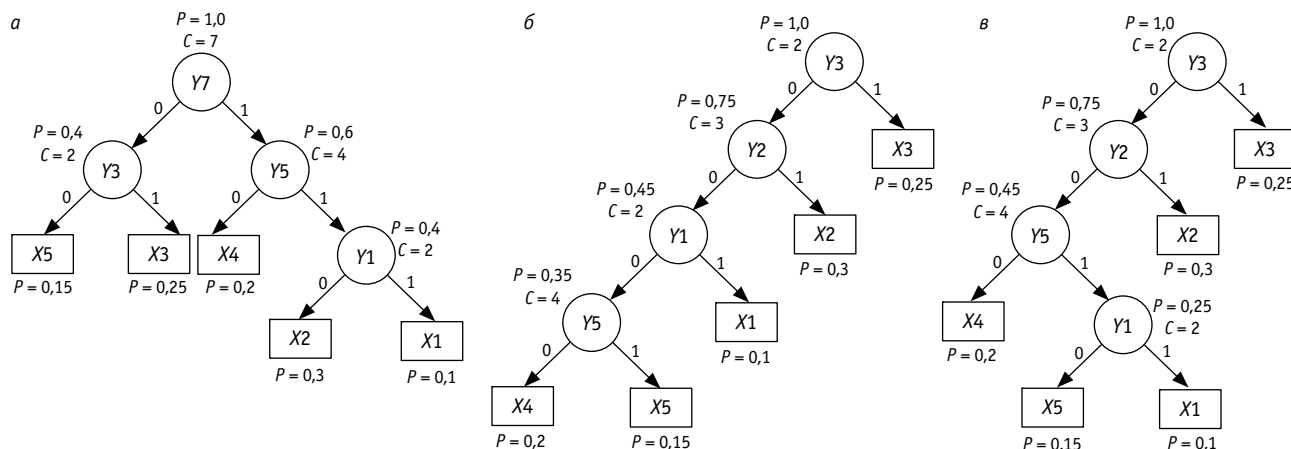 а
P = 1,0
C = 7
Y7
0
1
P = 0,4
C = 2
Y3
P = 0,6
C = 4
Y5
0
1
0
1
X5
P = 0,15
X3
P = 0,25
X4
P = 0,2
P = 0,4
C = 2
Y1
0
1
X2
P = 0,3
X1
P = 0,1
б
P = 1,0
C = 2
Y3
0
1
P = 0,75
C = 3
Y2
X3
P = 0,25
0
1
P = 0,45
C = 2
Y1
X2
P = 0,3
0
1
P = 0,35
C = 4
Y5
X1
P = 0,1
0
1
X4
P = 0,2
X5
P = 0,15
в
P = 1,0
C = 2
Y3
0
1
P = 0,75
C = 3
Y2
X3
P = 0,25
0
1
P = 0,45
C = 4
Y5
X2
P = 0,3
0
1
X4
P = 0,2
P = 0,25
C = 2
Y1
0
1
X5
P = 0,15
X1
P = 0,1